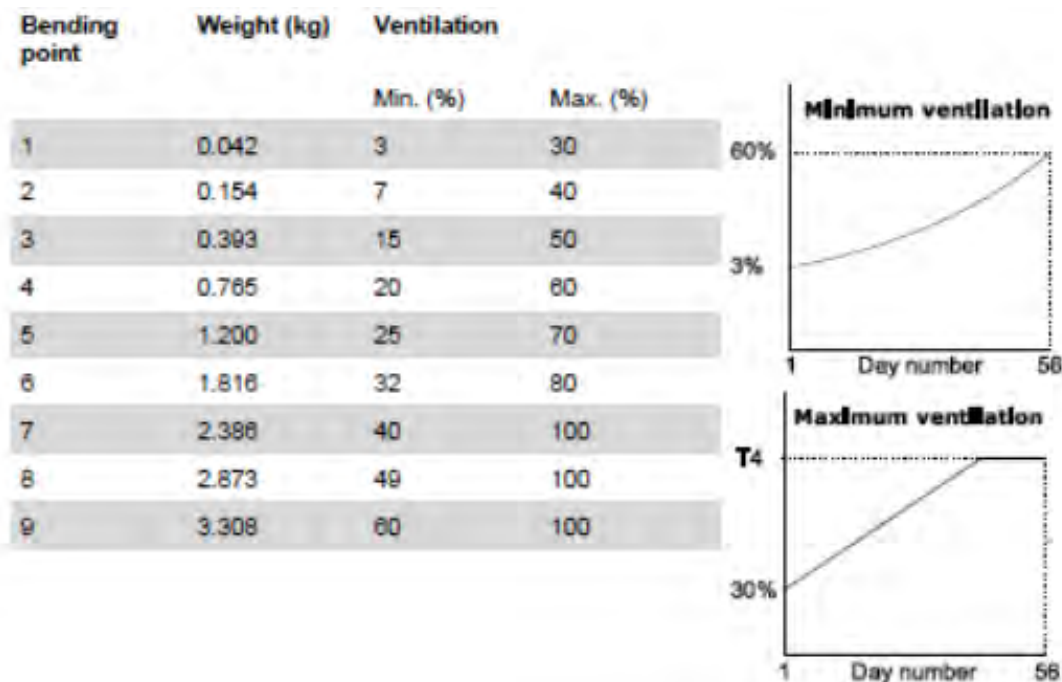 Bending point Weight (kg) Ventilation
Min. (%) Max. (%)
1 0.042 3 30
2 0.154 7 40
3 0.393 15 50
4 0.765 20 60
5 1.200 25 70
6 1.816 32 80
7 2.386 40 100
8 2.873 49 100
9 3.308 60 100
Minimum ventilation
60%
3%
1 Day number 56
Maximum ventilation
T4
30%
1 Day number 56